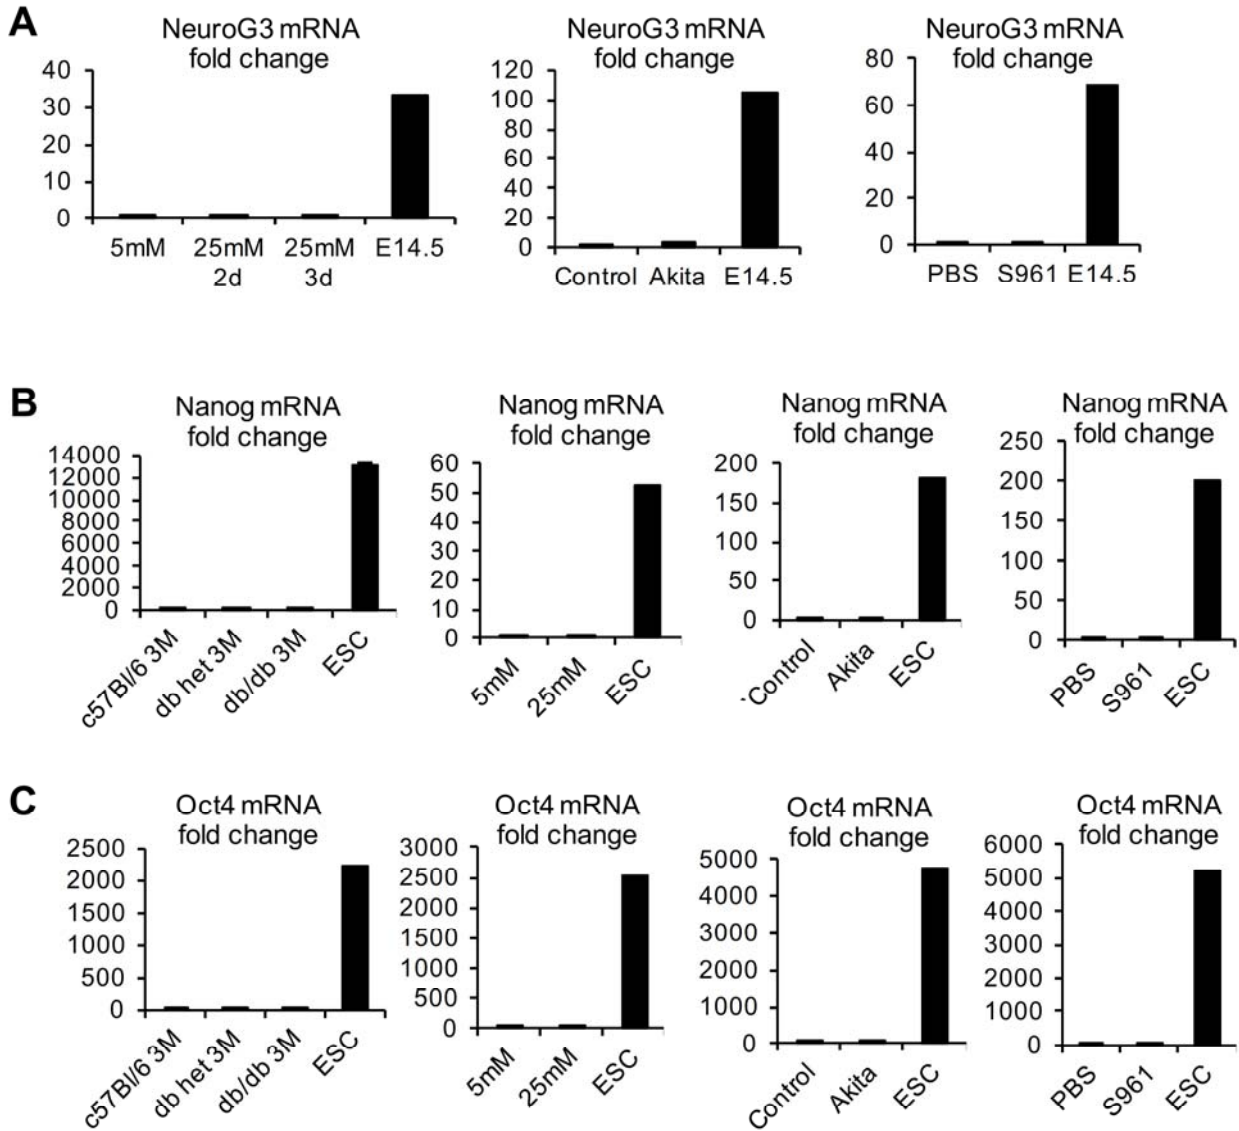 A
NeuroG3 mRNA
fold change
40
30
20
10
0
5mM
25mM
2d
25mM
3d
E14.5
NeuroG3 mRNA
fold change
120
100
80
60
40
20
0
Control Akita E14.5
NeuroG3 mRNA
fold change
80
60
40
20
0
PBS S961 E14.5
B
Nanog mRNA
fold change
14000
12000
10000
8000
6000
4000
2000
0
c57Bl/6 3M
db het 3M
db/db 3M
ESC
Nanog mRNA
fold change
60
50
40
30
20
10
0
5mM
25mM
ESC
Nanog mRNA
fold change
200
150
100
50
0
Control
Akita
ESC
Nanog mRNA
fold change
250
200
150
100
50
0
PBS
S961
ESC
C
Oct4 mRNA
fold change
2500
2000
1500
1000
500
0
c57Bl/6 3M
db het 3M
db/db 3M
ESC
Oct4 mRNA
fold change
3000
2500
2000
1500
1000
500
0
5mM
25mM
ESC
Oct4 mRNA
fold change
5000
4000
3000
2000
1000
0
Control
Akita
ESC
Oct4 mRNA
fold change
6000
5000
4000
3000
2000
1000
0
PBS
S961
ESC